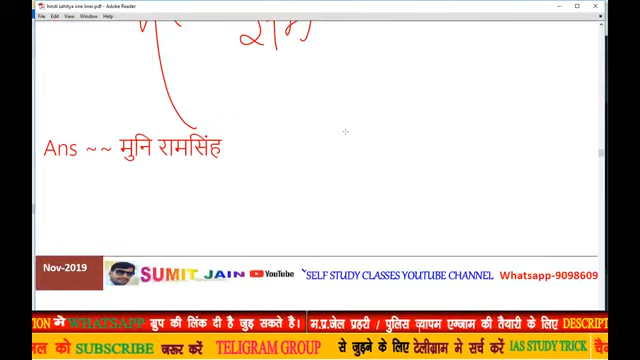 hindi sahitya one liner.pdf - Adobe Reader
File Edit View Window Help
राम
Ans ~~ मुनि रामसिंह
Nov-2019
SUMIT JAIN YouTube
SELF STUDY CLASSES YOUTUBE CHANNEL Whatsapp-9098609
TION मे WHATSAPP ग्रुप की लिंक दी है जुड़ सकते है। म.प्र.जेल प्रहरी / पुलिस व्यापम एग्जाम की तैयारी के लिए DESCRIPT
नल को SUBSCRIBE जरूर करें TELIGRAM GROUP से जुड़ने के लिए टेलीग्राम मे सर्च करें IAS STUDY TRICK चै